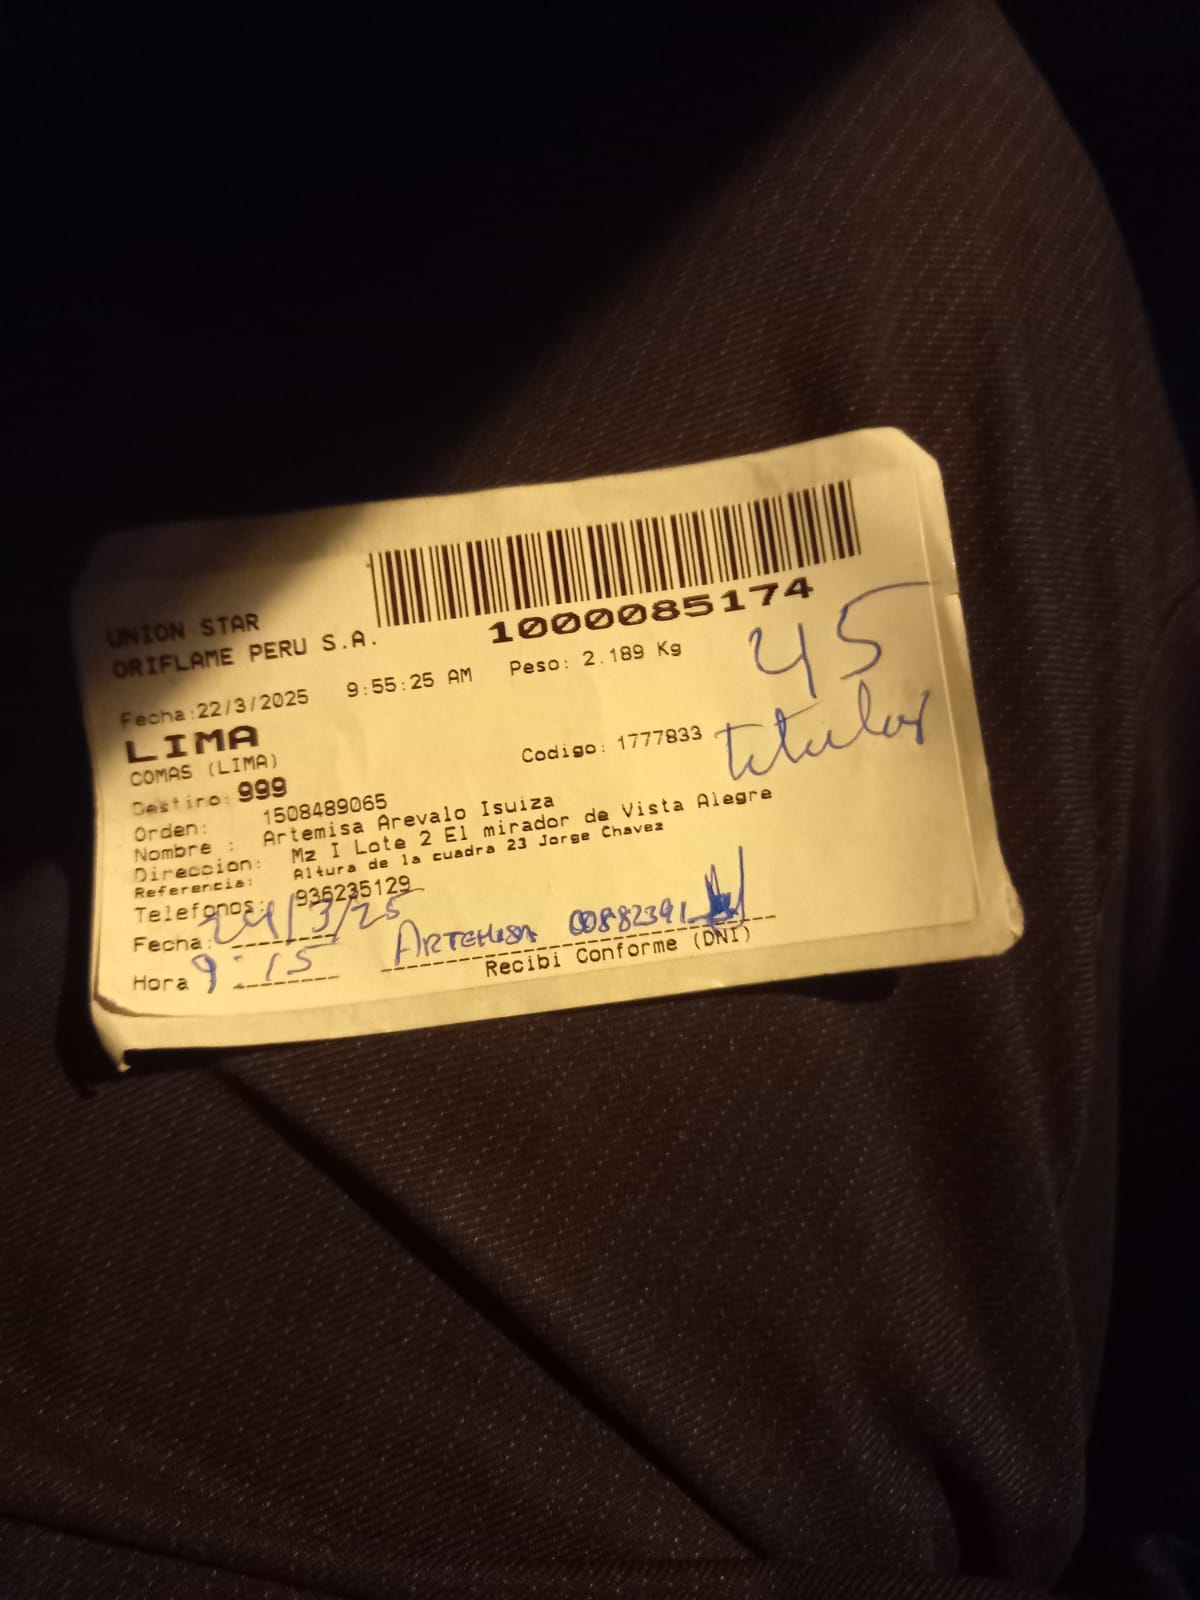 UNION STAR
ORIFLAME PERU S.A.
1000085174
Fecha:22/3/2025 9:55:25 AM Peso: 2.189 Kg
45
LIMA
COMAS (LIMA)
Codigo: 1777833
titular
Destino: 999
Orden: 1508489065
Nombre : Artemisa Arevalo Isuiza
Direccion: Mz I Lote 2 El mirador de Vista Alegre
Referencia: Altura de la cuadra 23 Jorge Chavez
Telefonos: 936235129
Fecha: 24/3/25
ARTEMISA 00882391
Hora 9:15
Recibi Conforme (DNI)